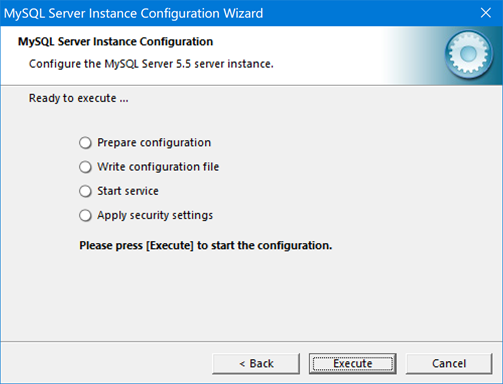 MySQL Server Instance Configuration Wizard
MySQL Server Instance Configuration
Configure the MySQL Server 5.5 server instance.
Ready to execute ...
Prepare configuration
Write configuration file
Start service
Apply security settings
Please press [Execute] to start the configuration.
< Back
Execute
Cancel